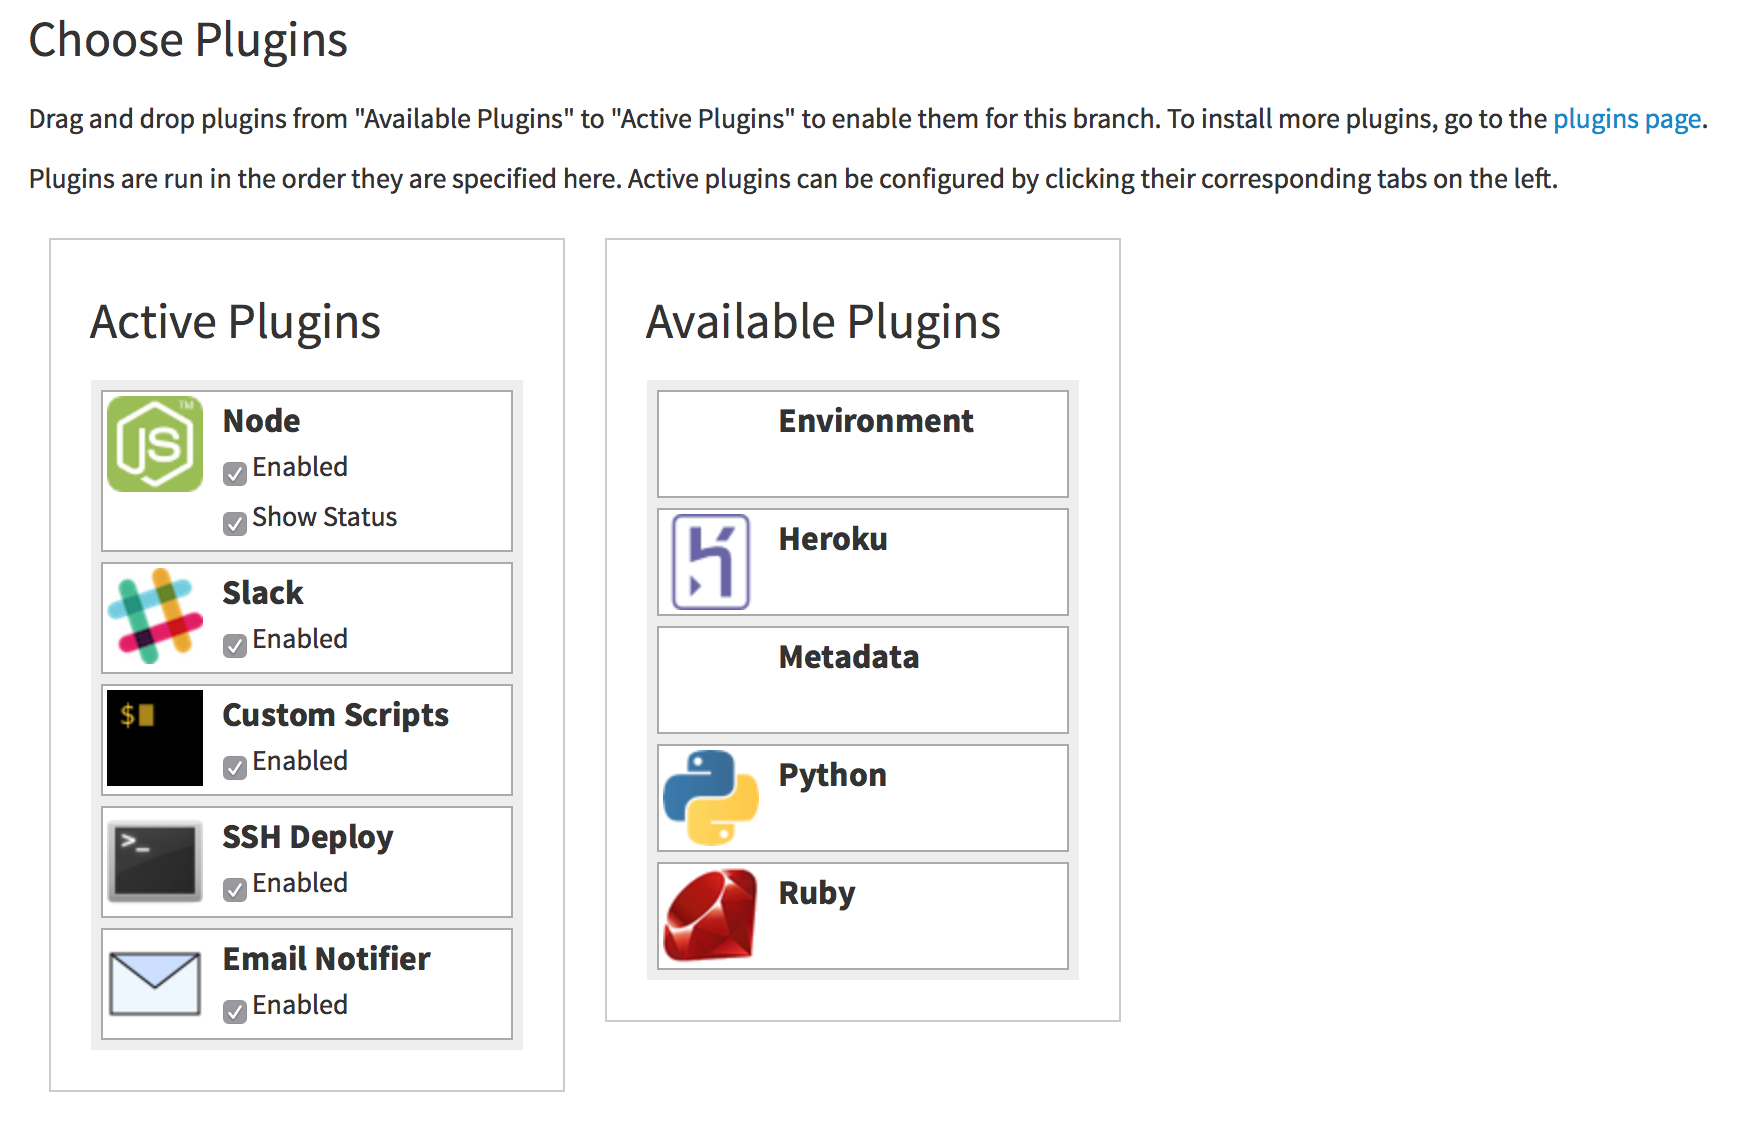 Choose Plugins
Drag and drop plugins from "Available Plugins" to "Active Plugins" to enable them for this branch. To install more plugins, go to the plugins page.
Plugins are run in the order they are specified here. Active plugins can be configured by clicking their corresponding tabs on the left.
Active Plugins
JS
TM
Node
Enabled
Show Status
Slack
Enabled
$
Custom Scripts
Enabled
>_
SSH Deploy
Enabled
Email Notifier
Enabled
Available Plugins
Environment
Heroku
Metadata
Python
Ruby